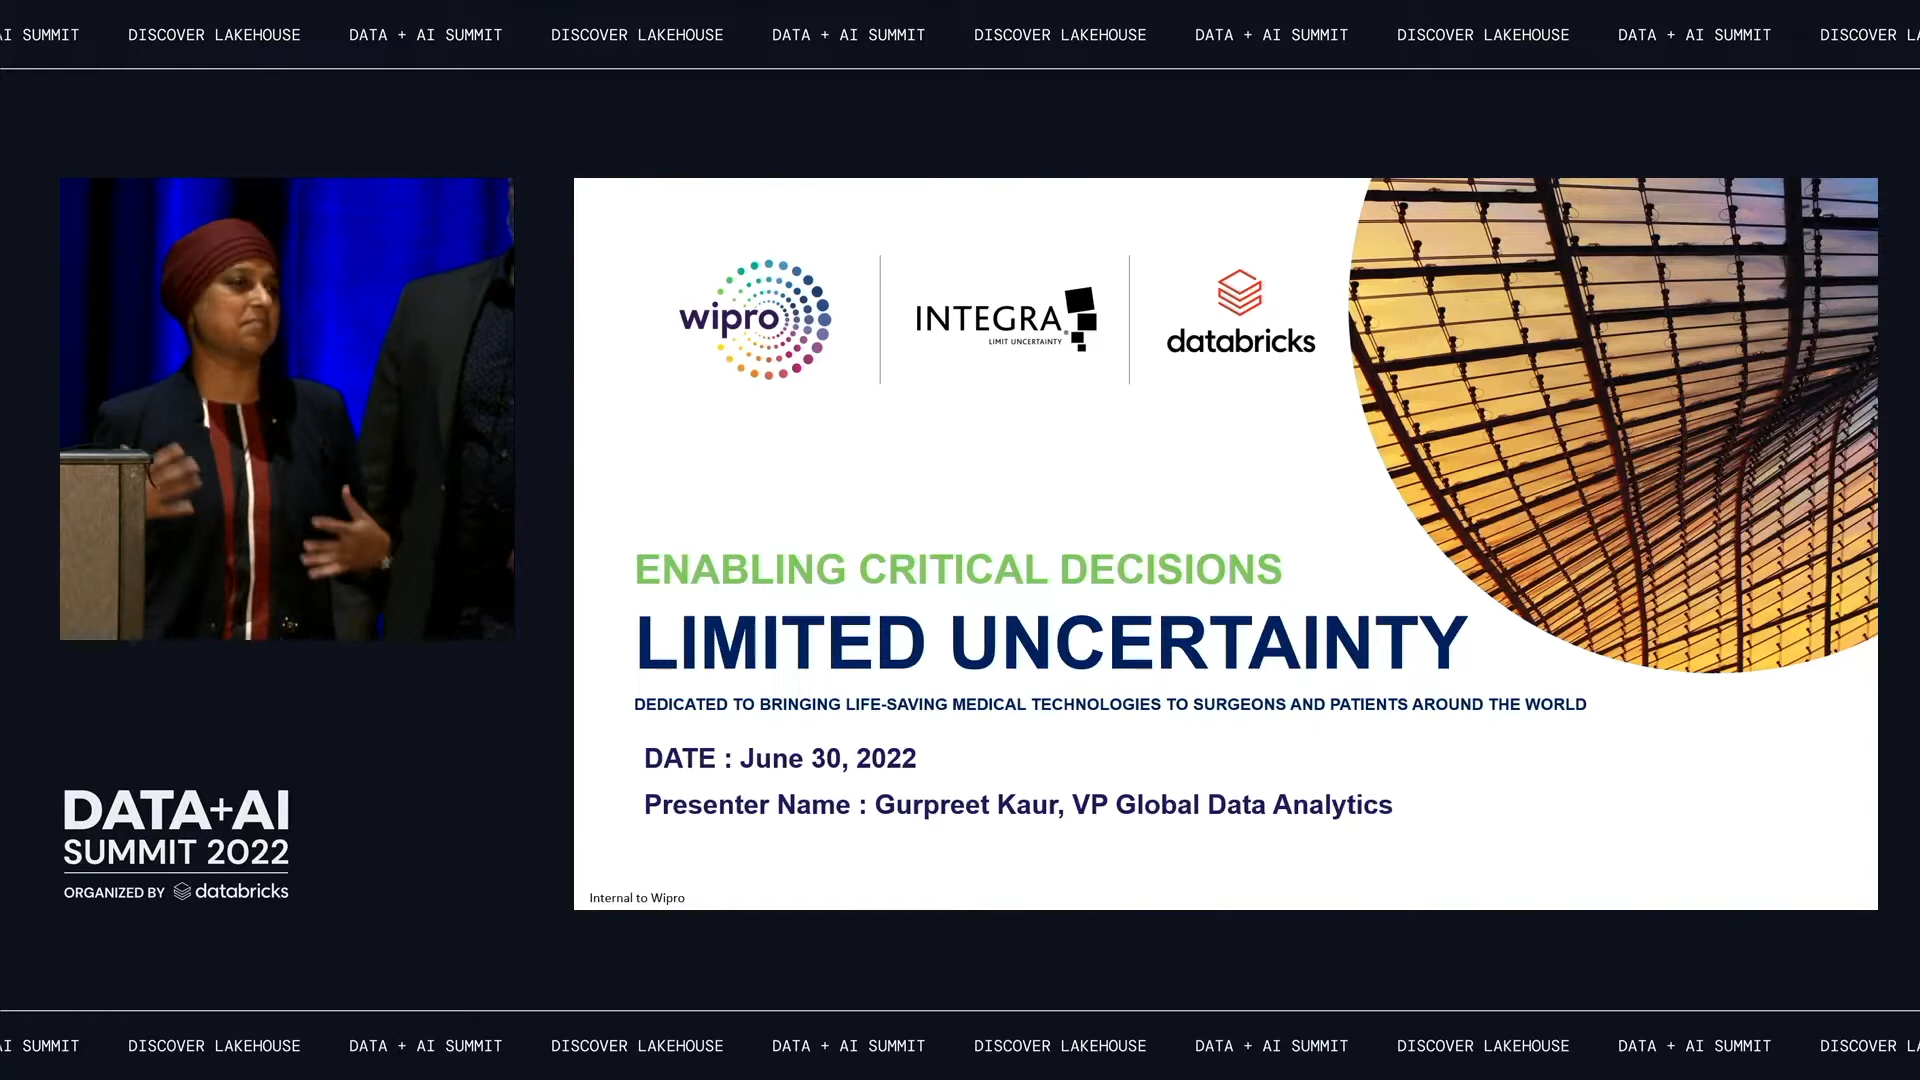 AI SUMMIT DISCOVER LAKEHOUSE DATA + AI SUMMIT DISCOVER LAKEHOUSE DATA + AI SUMMIT DISCOVER LAKEHOUSE DATA + AI SUMMIT DISCOVER LAKEHOUSE DATA + AI SUMMIT DISCOVER LA
wipro
INTEGRA®
LIMIT UNCERTAINTY
databricks
ENABLING CRITICAL DECISIONS
LIMITED UNCERTAINTY
DEDICATED TO BRINGING LIFE-SAVING MEDICAL TECHNOLOGIES TO SURGEONS AND PATIENTS AROUND THE WORLD
DATE : June 30, 2022
Presenter Name : Gurpreet Kaur, VP Global Data Analytics
Internal to Wipro
DATA+AI
SUMMIT 2022
ORGANIZED BY databricks
AI SUMMIT DISCOVER LAKEHOUSE DATA + AI SUMMIT DISCOVER LAKEHOUSE DATA + AI SUMMIT DISCOVER LAKEHOUSE DATA + AI SUMMIT DISCOVER LAKEHOUSE DATA + AI SUMMIT DISCOVER LA